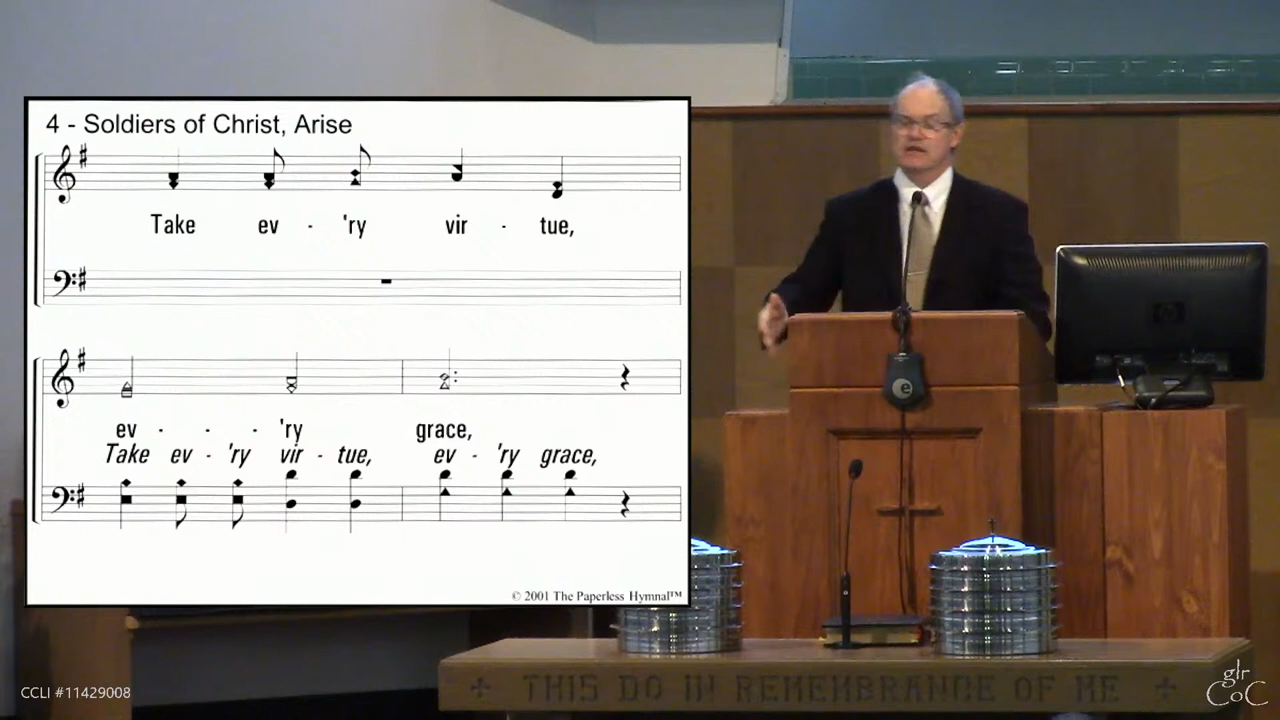 4 - Soldiers of Christ, Arise
Take ev - 'ry vir - tue,
ev - - - 'ry grace,
Take ev - 'ry vir - tue, ev - 'ry grace,
© 2001 The Paperless Hymnal™
hp
e
THIS DO IN REMEMBRANCE OF ME
CCLI #11429008
glr
CoC